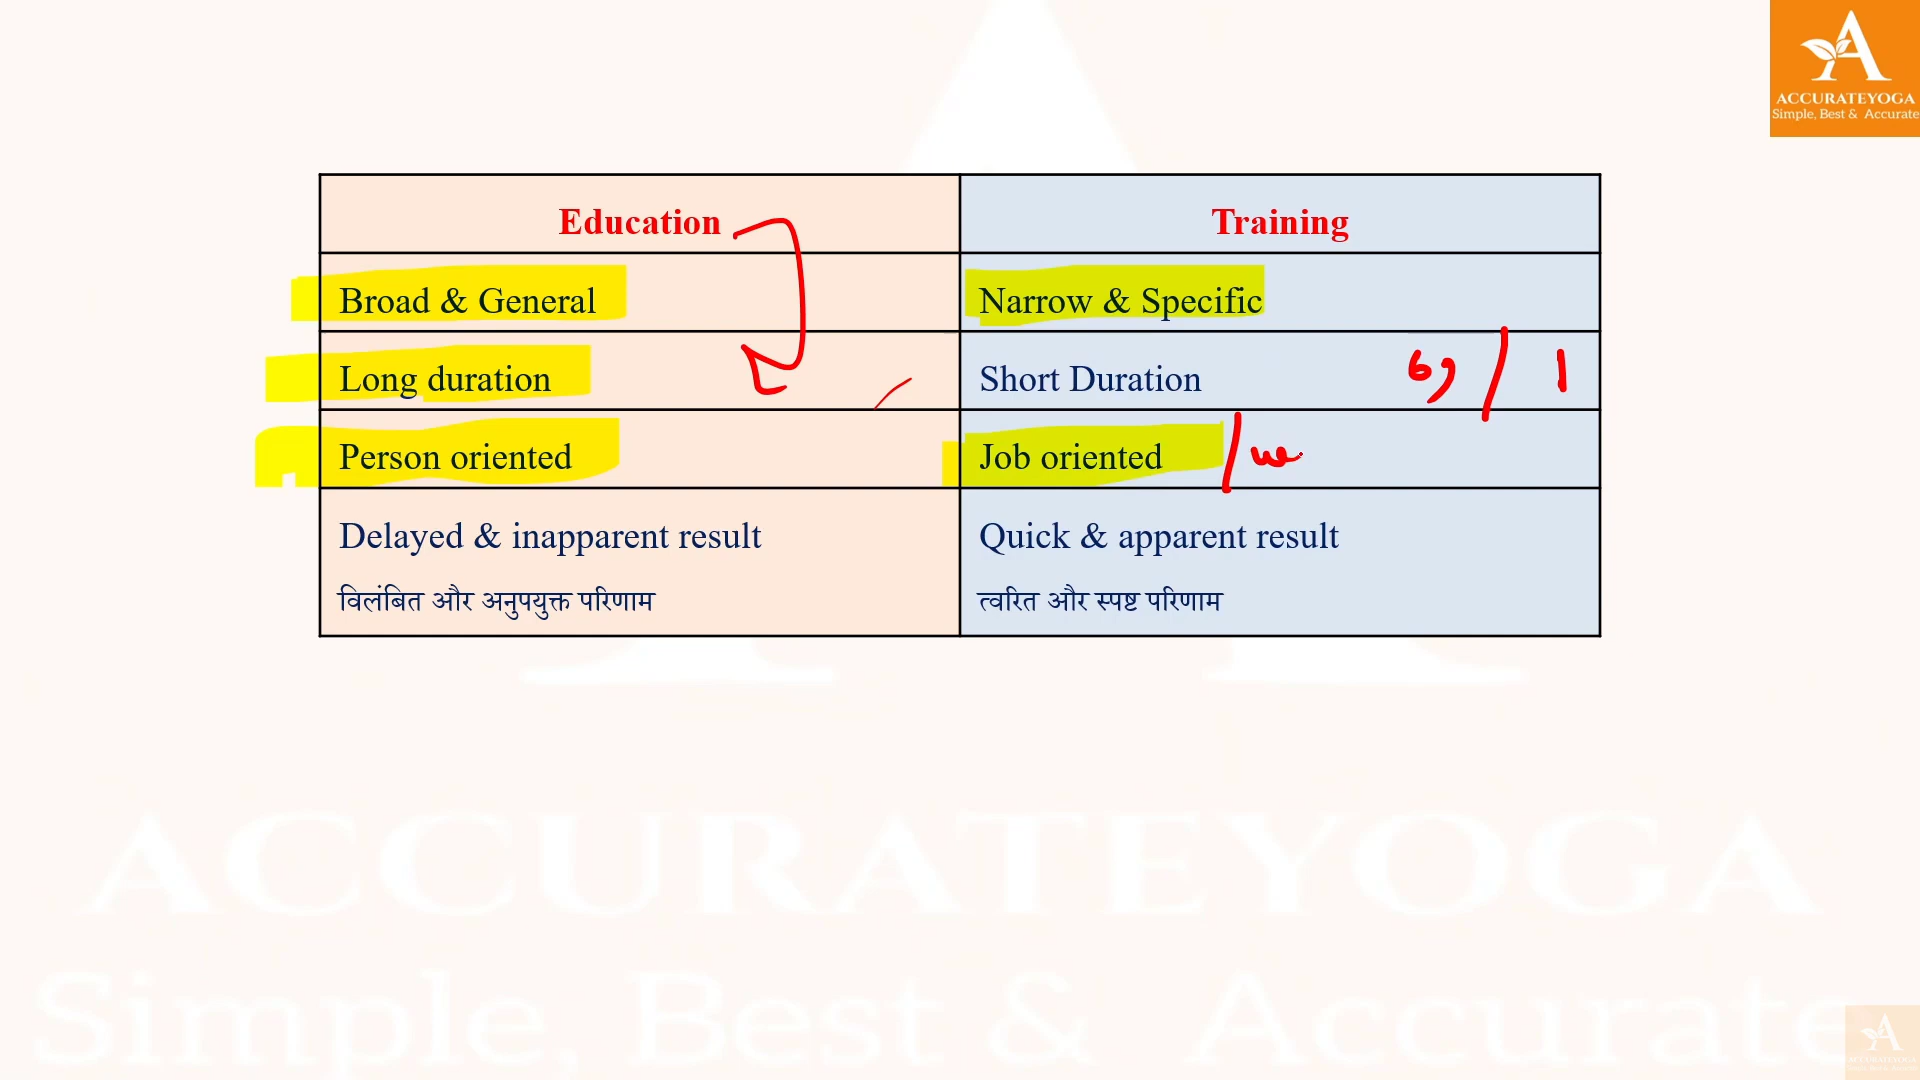 ACCURATEYOGA
Simple, Best & Accurate
Education Training
Broad & General Narrow & Specific
Long duration Short Duration
Person oriented Job oriented
Delayed & inapparent result Quick & apparent result
विलंबित और अनुपयुक्त परिणाम त्वरित और स्पष्ट परिणाम
ACCURATEYOGA
Simple, Best & Accurate